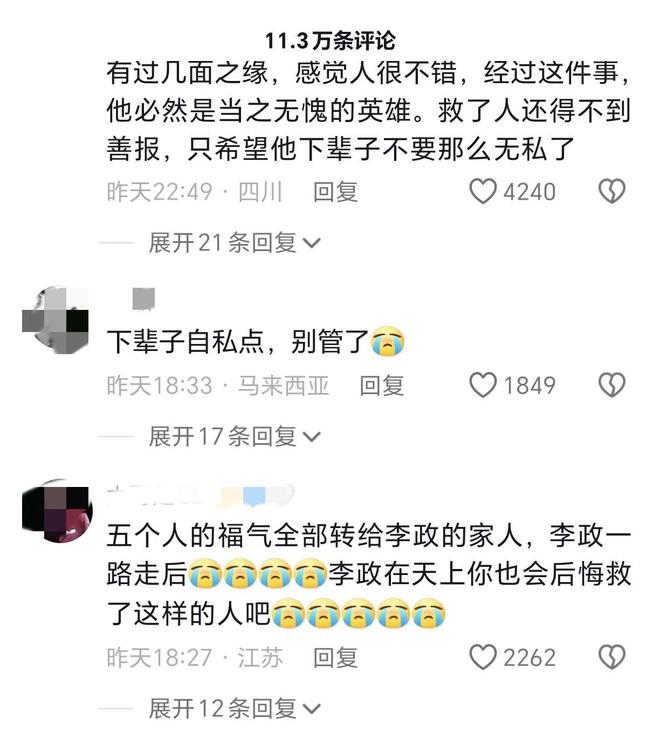 11.3万条评论
有过几面之缘，感觉人很不错，经过这件事，
他必然是当之无愧的英雄。救了人还得不到
善报，只希望他下辈子不要那么无私了
昨天22:49 · 四川 回复 4240
展开21条回复
下辈子自私点，别管了😭
昨天18:33 · 马来西亚 回复 1849
展开17条回复
五个人的福气全部转给李政的家人，李政一
路走后😭😭😭😭李政在天上你也会后悔救
了这样的人吧😭😭😭😭😭
昨天18:27 · 江苏 回复 2262
展开12条回复